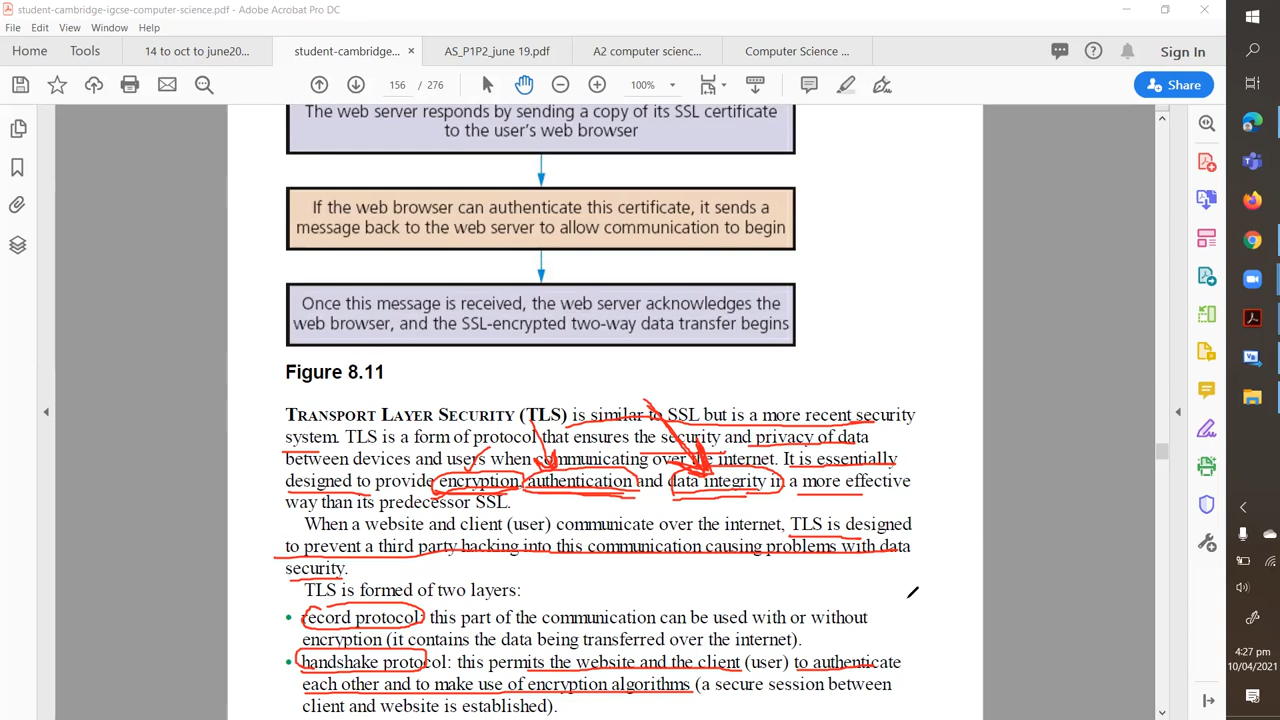 student-cambridge-igcse-computer-science.pdf - Adobe Acrobat Pro DC
File Edit View Window Help
Home Tools 14 to oct to june20... student-cambridge... × AS_P1P2_june 19.pdf A2 computer scienc... Computer Science ... Sign In
156 / 276 100% Share
The web server responds by sending a copy of its SSL certificate
to the user's web browser
If the web browser can authenticate this certificate, it sends a
message back to the web server to allow communication to begin
Once this message is received, the web server acknowledges the
web browser, and the SSL-encrypted two-way data transfer begins
Figure 8.11
TRANSPORT LAYER SECURITY (TLS) is similar to SSL but is a more recent security
system. TLS is a form of protocol that ensures the security and privacy of data
between devices and users when communicating over the internet. It is essentially
designed to provide encryption, authentication and data integrity in a more effective
way than its predecessor SSL.
When a website and client (user) communicate over the internet, TLS is designed
to prevent a third party hacking into this communication causing problems with data
security.
TLS is formed of two layers:
• record protocol: this part of the communication can be used with or without
encryption (it contains the data being transferred over the internet).
• handshake protocol: this permits the website and the client (user) to authenticate
each other and to make use of encryption algorithms (a secure session between
client and website is established).
4:27 pm
10/04/2021